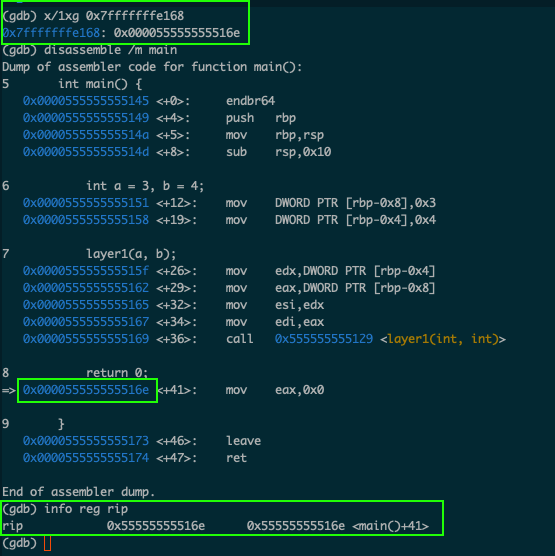 (gdb) x/1xg 0x7fffffffe168
0x7fffffffe168: 0x000055555555516e
(gdb) disassemble /m main
Dump of assembler code for function main():
5       int main() {
   0x0000555555555145 <+0>:     endbr64
   0x0000555555555149 <+4>:     push   rbp
   0x000055555555514a <+5>:     mov    rbp,rsp
   0x000055555555514d <+8>:     sub    rsp,0x10

6           int a = 3, b = 4;
   0x0000555555555151 <+12>:    mov    DWORD PTR [rbp-0x8],0x3
   0x0000555555555158 <+19>:    mov    DWORD PTR [rbp-0x4],0x4

7           layer1(a, b);
   0x000055555555515f <+26>:    mov    edx,DWORD PTR [rbp-0x4]
   0x0000555555555162 <+29>:    mov    eax,DWORD PTR [rbp-0x8]
   0x0000555555555165 <+32>:    mov    esi,edx
   0x0000555555555167 <+34>:    mov    edi,eax
   0x0000555555555169 <+36>:    call   0x555555555129 <layer1(int, int)>

8           return 0;
=> 0x000055555555516e <+41>:    mov    eax,0x0

9       }
   0x0000555555555173 <+46>:    leave
   0x0000555555555174 <+47>:    ret

End of assembler dump.
(gdb) info reg rip
rip            0x55555555516e      0x55555555516e <main()+41>
(gdb)